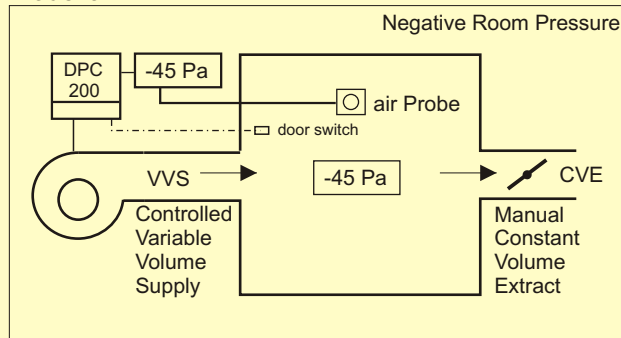 Negative Room Pressure
DPC
200
-45 Pa
air Probe
door switch
VVS
-45 Pa
CVE
Controlled
Variable
Volume
Supply
Manual
Constant
Volume
Extract